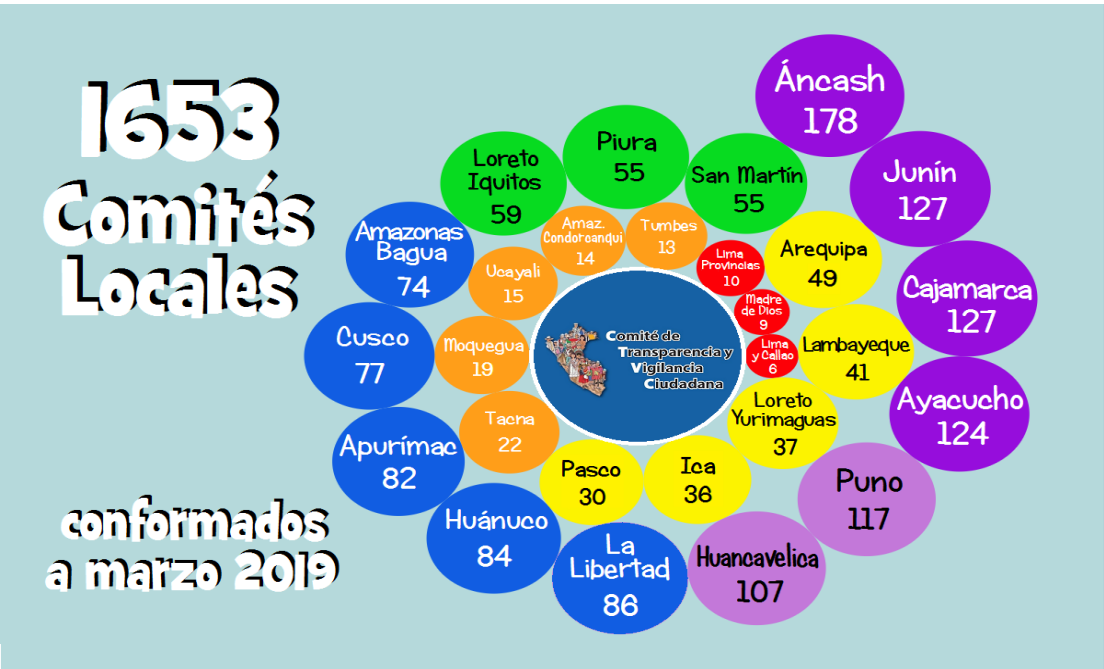 1653
Comités
Locales
conformados
a marzo 2019
Áncash
178
Junín
127
Cajamarca
127
Ayacucho
124
Puno
117
Huancavelica
107
La
Libertad
86
Huánuco
84
Apurímac
82
Cusco
77
Amazonas
Bagua
74
Loreto
Iquitos
59
Piura
55
San Martín
55
Arequipa
49
Lambayeque
41
Loreto
Yurimaguas
37
Ica
36
Pasco
30
Tacna
22
Moquegua
19
Ucayali
15
Amaz.
Condorcanqui
14
Tumbes
13
Lima
Provincias
10
Madre
de Dios
9
Lima
y Callao
6
Comité de
Transparencia y
Vigilancia
Ciudadana